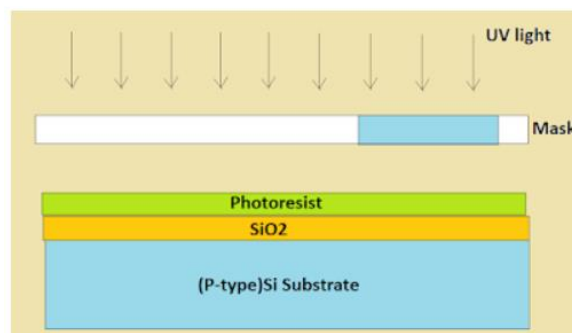 UV light
Mask
Photoresist
SiO2
(P-type)Si Substrate